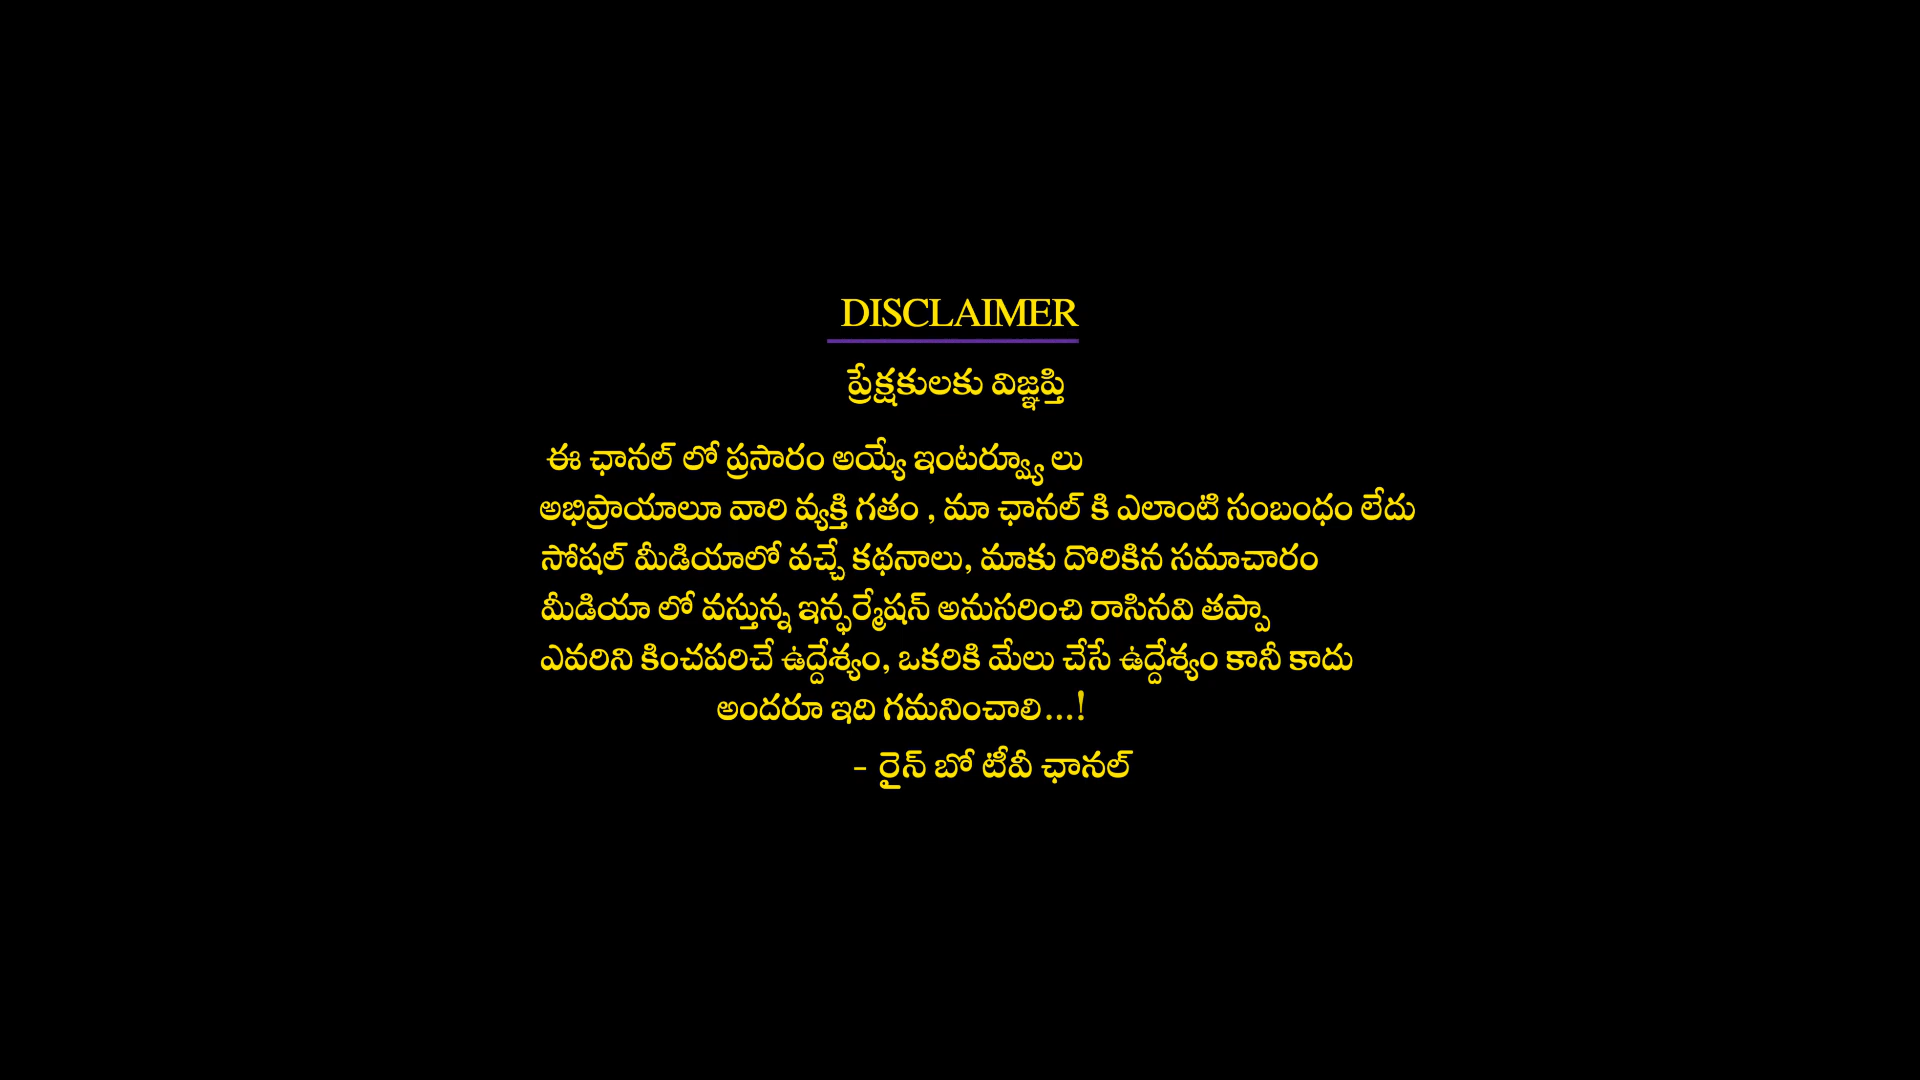 DISCLAIMER
ప్రేక్షకులకు విజ్ఞప్తి
ఈ ఛానల్ లో ప్రసారం అయ్యే ఇంటర్వ్యూ లు
అభిప్రాయాలూ వారి వ్యక్తి గతం , మా ఛానల్ కి ఎలాంటి సంబంధం లేదు
సోషల్ మీడియాలో వచ్చే కథనాలు, మాకు దొరికిన సమాచారం
మీడియా లో వస్తున్న ఇన్ఫర్మేషన్ అనుసరించి రాసినవి తప్పా
ఎవరిని కించపరిచే ఉద్దేశ్యం, ఒకరికి మేలు చేసే ఉద్దేశ్యం కానీ కాదు
అందరూ ఇది గమనించాలి...!
- రైన్ బో టీవీ ఛానల్